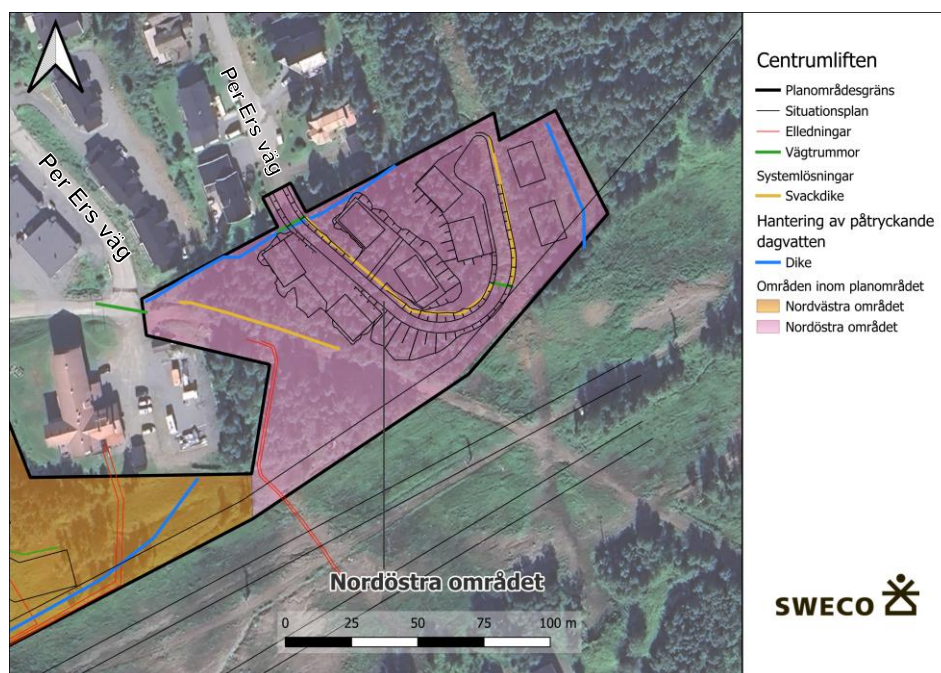 Per Ers väg
Per Ers väg
Nordöstra området
0 25 50 75 100 m
Centrumliften
Planområdesgräns
Situationsplan
Elledningar
Vägtrummor
Systemlösningar
Svackdike
Hantering av påtryckande
dagvatten
Dike
Områden inom planområdet
Nordvästra området
Nordöstra området
SWECO